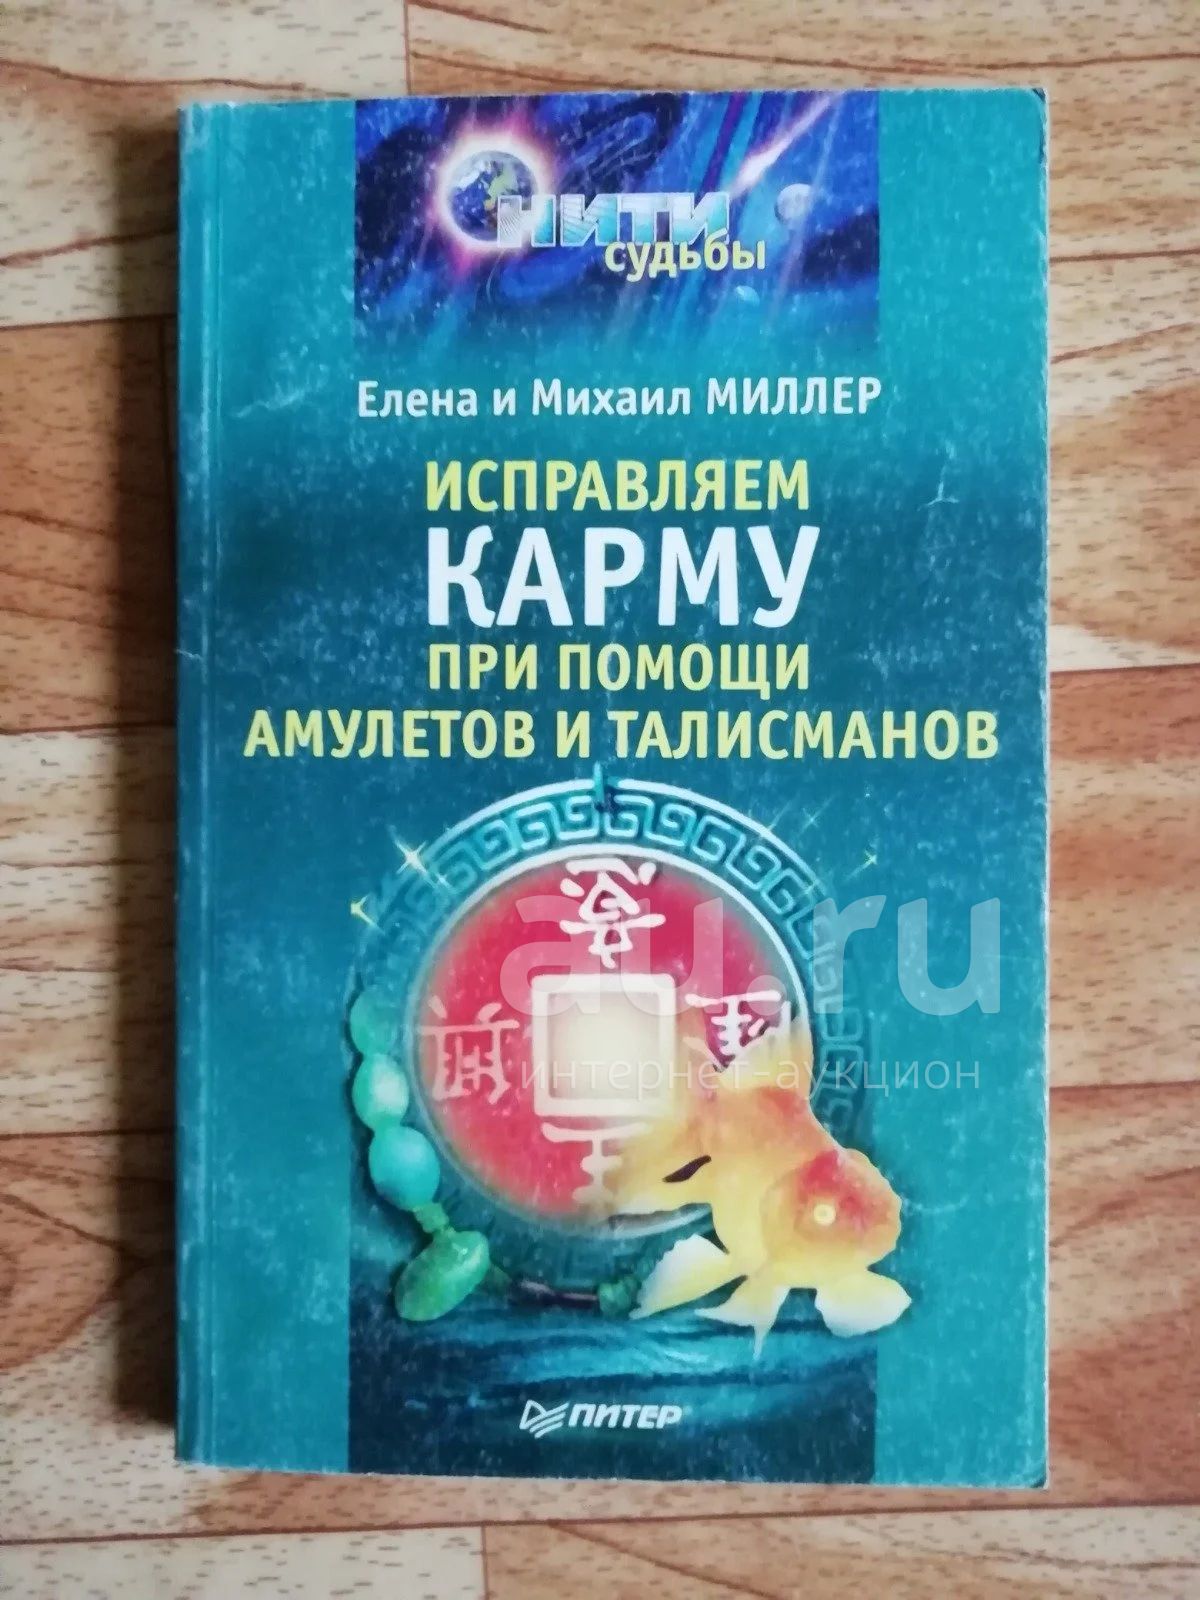 НИТИ
судьбы
Елена и Михаил МИЛЛЕР
ИСПРАВЛЯЕМ
КАРМУ
ПРИ ПОМОЩИ
АМУЛЕТОВ И ТАЛИСМАНОВ
au.ru
интернет-аукцион
ПИТЕР